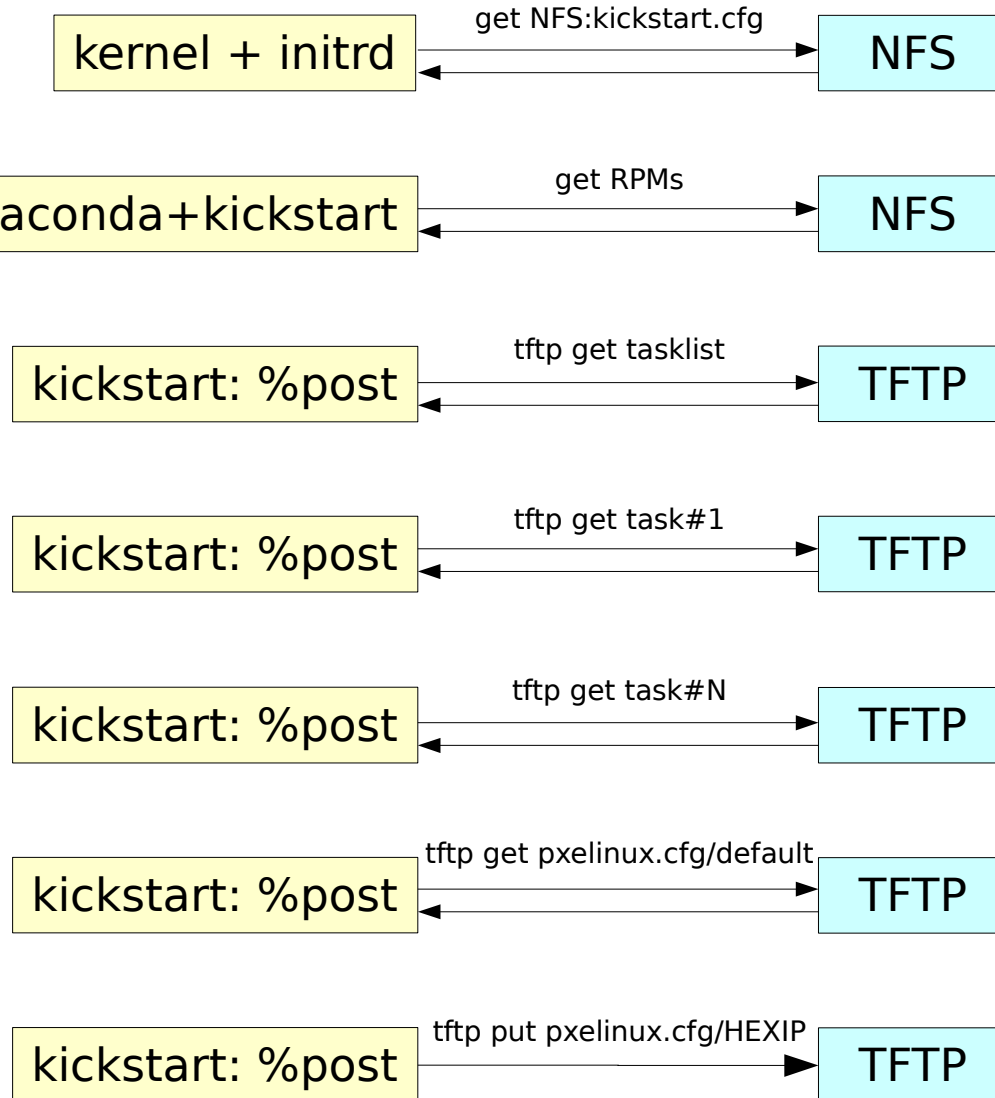 get NFS:kickstart.cfg
kernel + initrd
NFS
get RPMs
aconda+kickstart
NFS
tftp get tasklist
kickstart: %post
TFTP
tftp get task#1
kickstart: %post
TFTP
tftp get task#N
kickstart: %post
TFTP
tftp get pxelinux.cfg/default
kickstart: %post
TFTP
tftp put pxelinux.cfg/HEXIP
kickstart: %post
TFTP